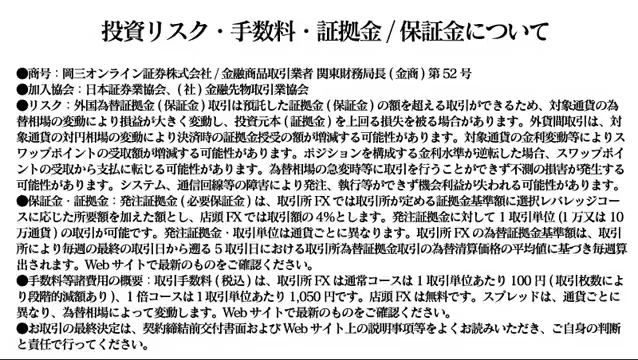 投資リスク・手数料・証拠金/保証金について
●商号：岡三オンライン証券株式会社/金融商品取引業者 関東財務局長(金商)第52号
●加入協会：日本証券業協会、(社)金融先物取引業協会
●リスク：外国為替証拠金(保証金)取引は預託した証拠金(保証金)の額を超える取引ができるため、対象通貨の為
替相場の変動により損益が大きく変動し、投資元本(証拠金)を上回る損失を被る場合があります。外貨間取引は、対
象通貨の対円相場の変動により決済時の証拠金授受の額が増減する可能性があります。対象通貨の金利変動等によりス
ワップポイントの受取額が増減する可能性があります。ポジションを構成する金利水準が逆転した場合、スワップポイ
ントの受取から支払に転じる可能性があります。為替相場の急変時等に取引を行うことができず不測の損害が発生する
可能性があります。システム、通信回線等の障害により発注、執行等ができず機会利益が失われる可能性があります。
●保証金・証拠金：発注証拠金(必要保証金)は、取引所FXでは取引所が定める証拠金基準額に選択レバレッジコー
スに応じた所要額を加えた額とし、店頭FXでは取引額の4％とします。発注証拠金に対して1取引単位(1万又は10
万通貨)の取引が可能です。発注証拠金・取引単位は通貨ごとに異なります。取引所FXの為替証拠金基準額は、取引
所により毎週の最終の取引日から遡る5取引日における取引所為替証拠金取引の為替清算価格の平均値に基づき毎週算
出されます。Webサイトで最新のものをご確認ください。
●手数料等諸費用の概要：取引手数料(税込)は、取引所FXは通常コースは1取引単位あたり100円(取引枚数によ
り段階的減額あり)、1倍コースは1取引単位あたり1,050円です。店頭FXは無料です。スプレッドは、通貨ごとに
異なり、為替相場によって変動します。Webサイトで最新のものをご確認ください。
●お取引の最終決定は、契約締結前交付書面およびWebサイト上の説明事項等をよくお読みいただき、ご自身の判断
と責任で行ってください。